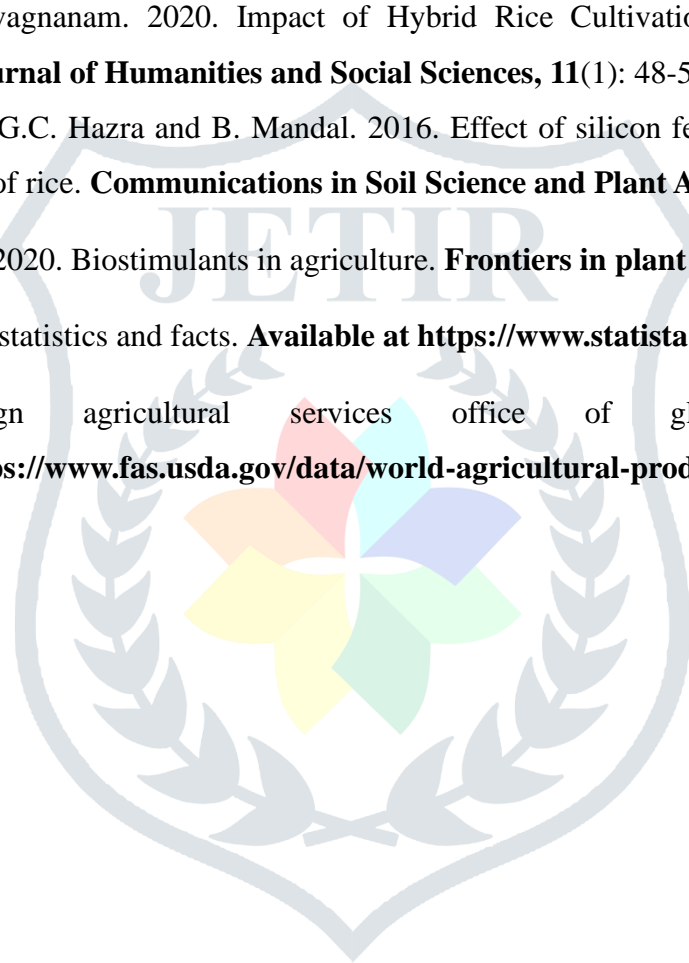 vagnanam. 2020. Impact of Hybrid Rice Cultivatio
urnal of Humanities and Social Sciences, 11(1): 48-5
G.C. Hazra and B. Mandal. 2016. Effect of silicon fe
of rice. Communications in Soil Science and Plant A
JETIR
2020. Biostimulants in agriculture. Frontiers in plant
statistics and facts. Available at https://www.statista.
gn agricultural services office of gl
ps://www.fas.usda.gov/data/world-agricultural-prod